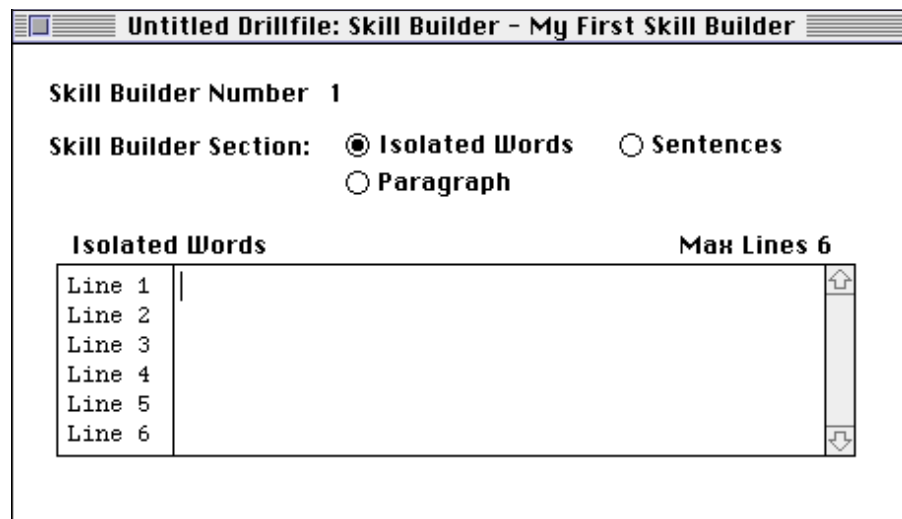 Untitled Drillfile: Skill Builder - My First Skill Builder
Skill Builder Number 1
Skill Builder Section: Isolated Words Sentences
Paragraph
Isolated Words Max Lines 6
Line 1
Line 2
Line 3
Line 4
Line 5
Line 6